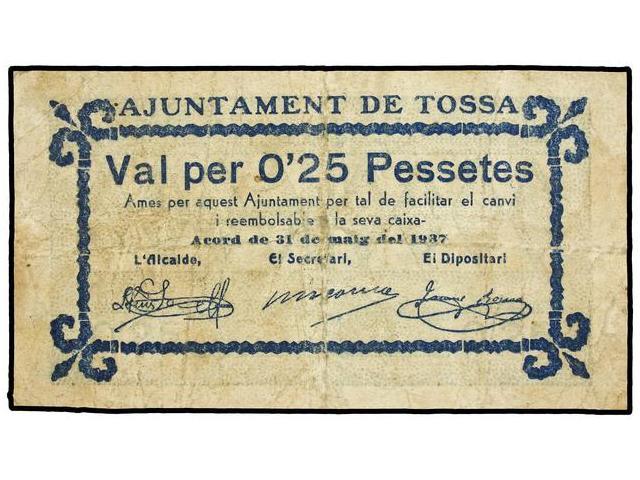 AJUNTAMENT DE TOSSA
Val per 0'25 Pessetes
Ames per aquest Ajuntament per tal de facilitar el canvi
i reembolsable a la seva caixa-
Acord de 31 de maig del 1937
L'Alcalde, El Secretari, El Dipositari